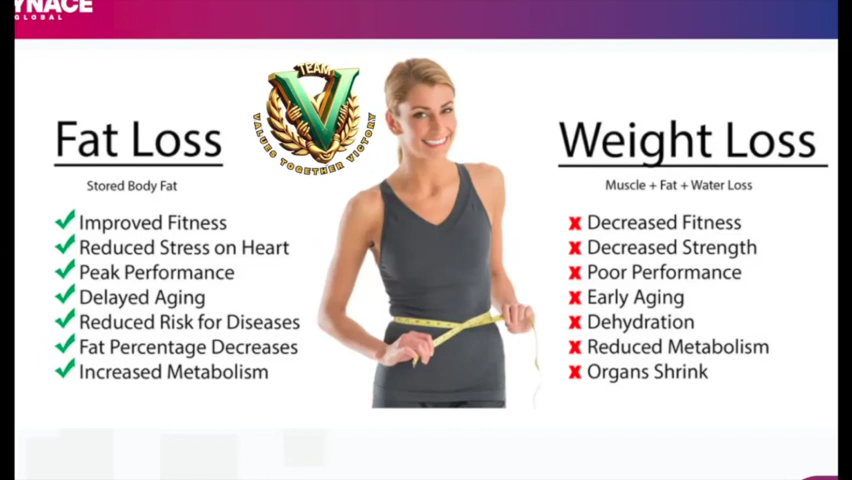 YNACE
GLOBAL
TEAM
V
VALUES TOGETHER VICTORY
Fat Loss
Stored Body Fat
Improved Fitness
Reduced Stress on Heart
Peak Performance
Delayed Aging
Reduced Risk for Diseases
Fat Percentage Decreases
Increased Metabolism
Weight Loss
Muscle + Fat + Water Loss
Decreased Fitness
Decreased Strength
Poor Performance
Early Aging
Dehydration
Reduced Metabolism
Organs Shrink